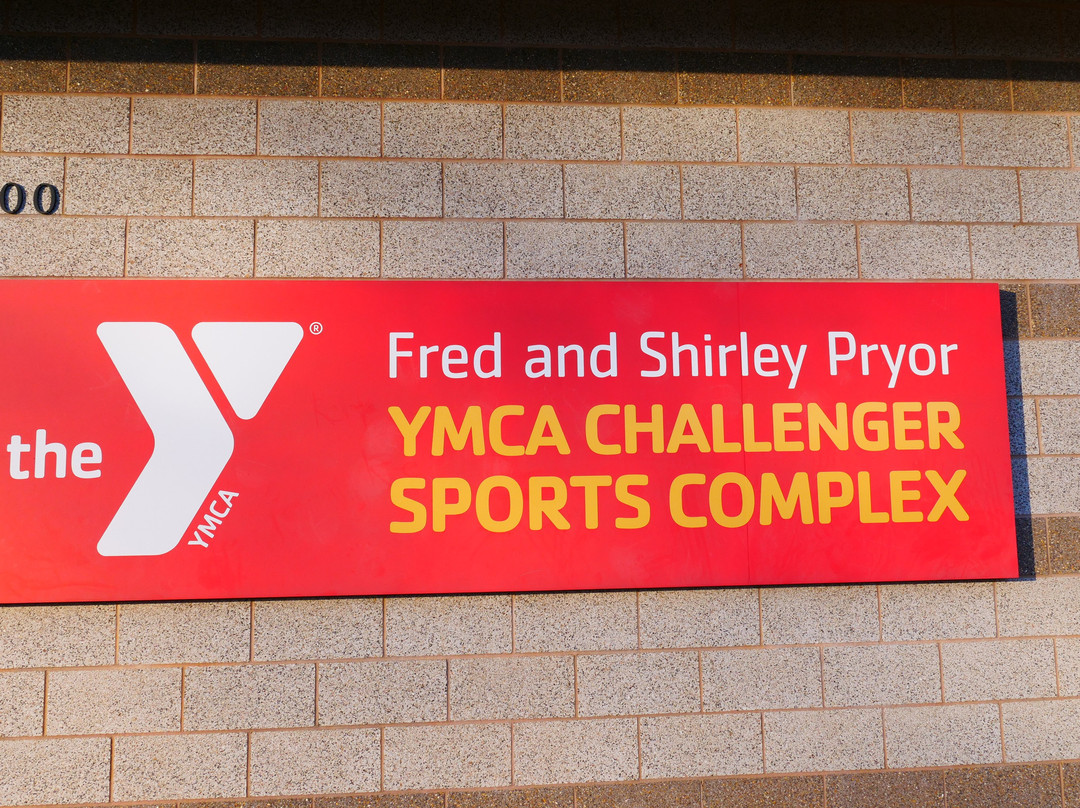 00
the Y®
YMCA
Fred and Shirley Pryor
YMCA CHALLENGER
SPORTS COMPLEX